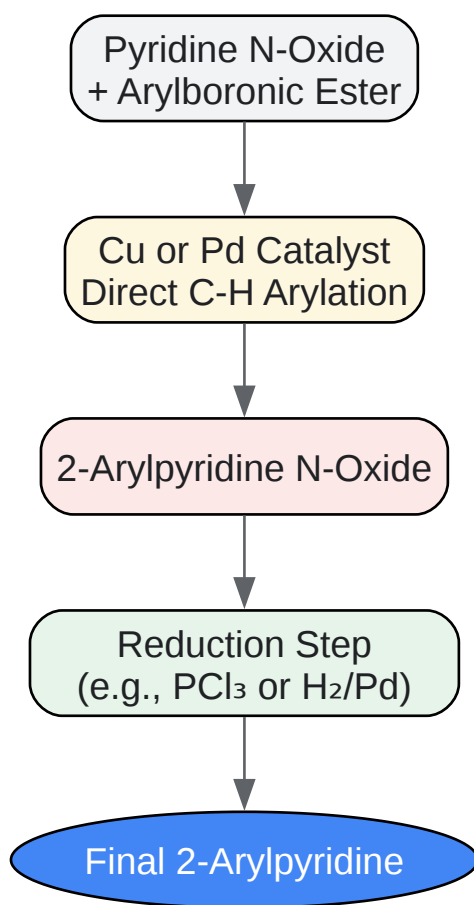 Pyridine N-Oxide
+ Arylboronic Ester
Cu or Pd Catalyst
Direct C-H Arylation
2-Arylpyridine N-Oxide
Reduction Step
(e.g., PCl₃ or H₂/Pd)
Final 2-Arylpyridine